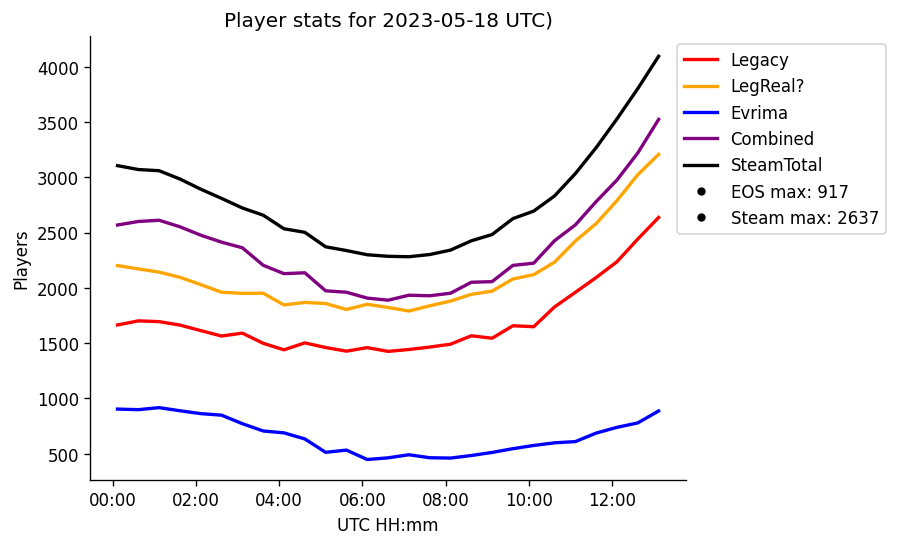 Player stats for 2023-05-18 UTC)
Legacy
LegReal?
Evrima
Combined
SteamTotal
EOS max: 917
Steam max: 2637
Players
4000
3500
3000
2500
2000
1500
1000
500
00:00 02:00 04:00 06:00 08:00 10:00 12:00
UTC HH:mm